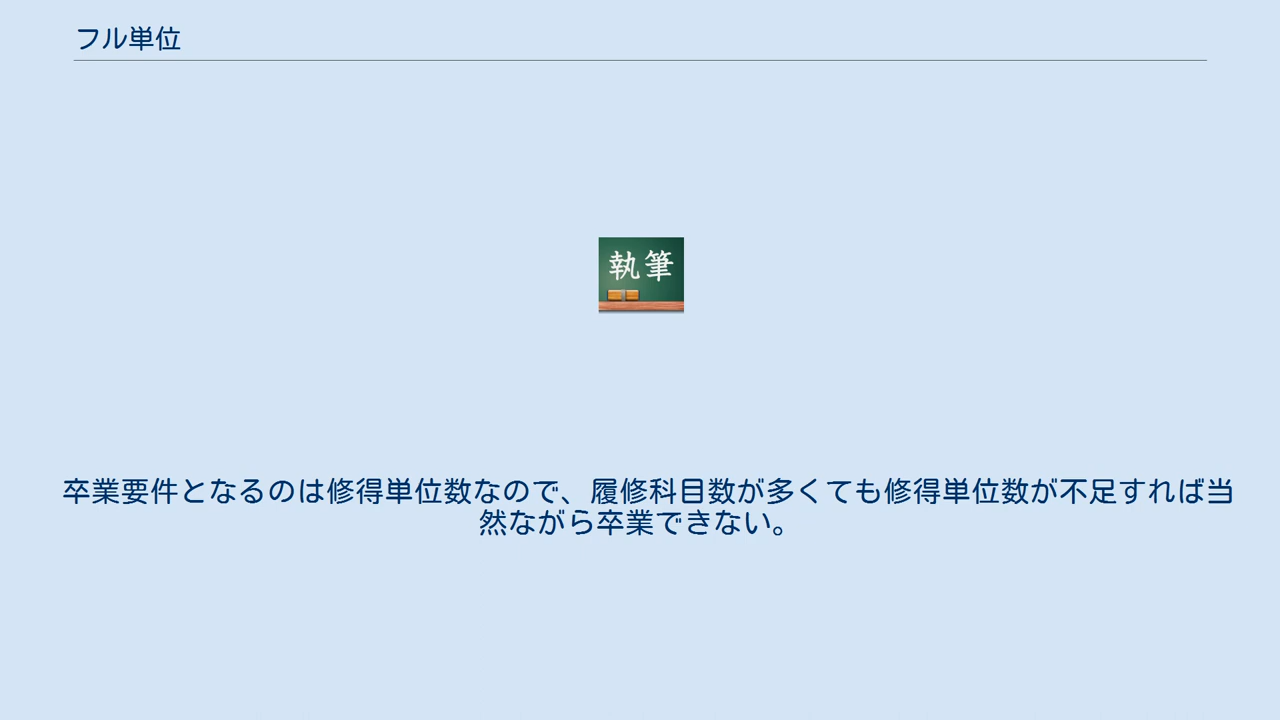 フル単位
執筆
卒業要件となるのは修得単位数なので、履修科目数が多くても修得単位数が不足すれば当
然ながら卒業できない。